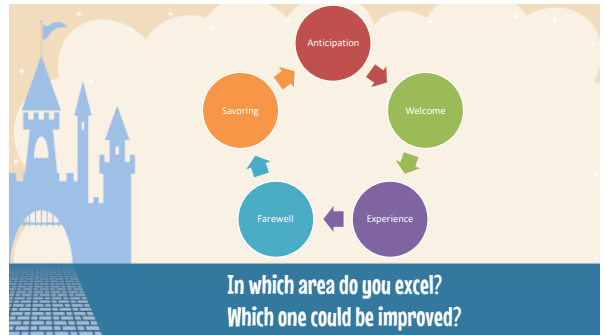 Anticipation
Welcome
Experience
Farewell
Savoring
In which area do you excel?
Which one could be improved?